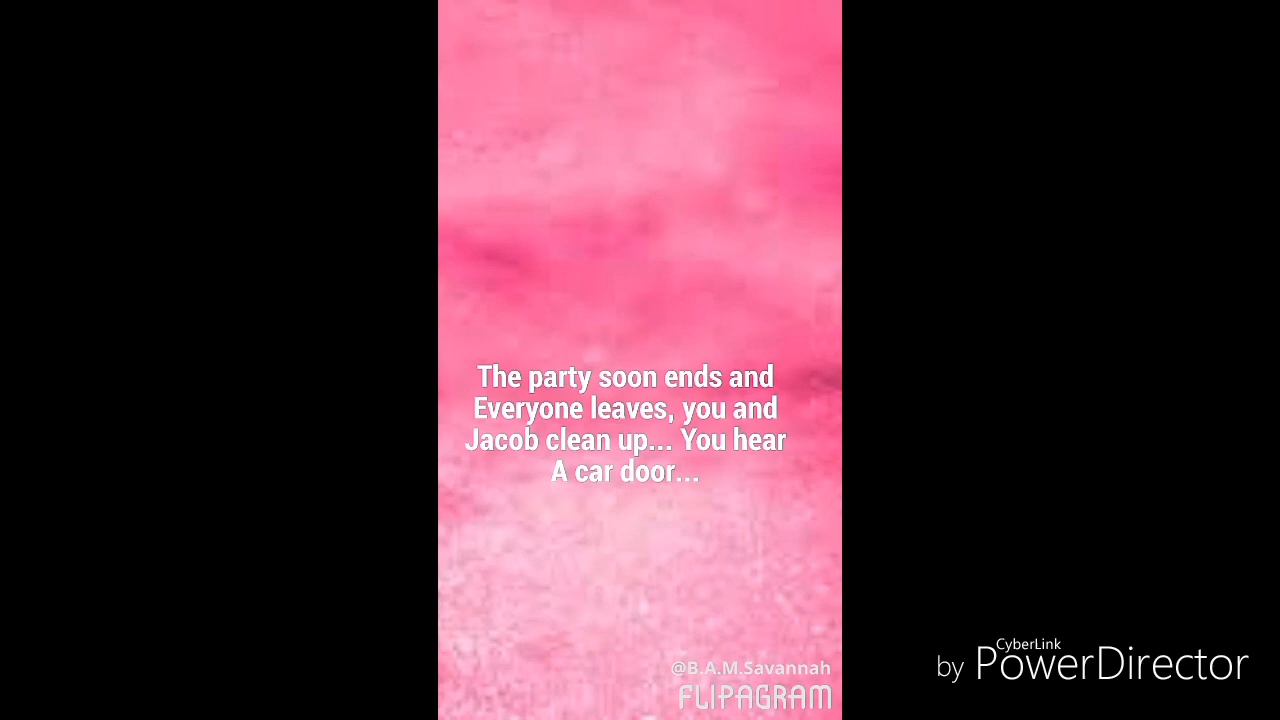 The party soon ends and
Everyone leaves, you and
Jacob clean up... You hear
A car door...
@B.A.M.Savannah
FLIPAGRAM
CyberLink
by PowerDirector